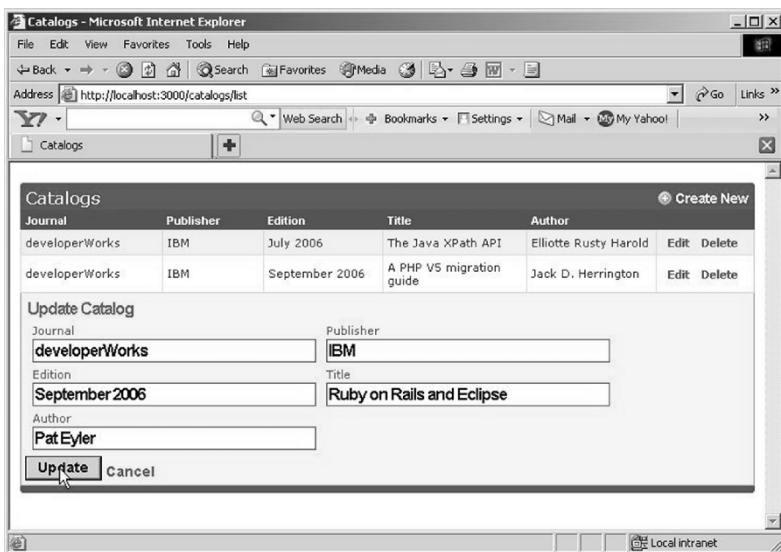 Catalogs - Microsoft Internet Explorer
File Edit View Favorites Tools Help
Back Search Favorites Media
Address http://localhost:3000/catalogs/list Go Links »
Y7 Web Search Bookmarks Settings Mail My My Yahoo! »
Catalogs
Catalogs Create New
Journal Publisher Edition Title Author
developerWorks IBM July 2006 The Java XPath API Elliotte Rusty Harold Edit Delete
developerWorks IBM September 2006 A PHP V5 migration guide Jack D. Herrington Edit Delete
Update Catalog
Journal Publisher
developerWorks IBM
Edition Title
September 2006 Ruby on Rails and Eclipse
Author
Pat Eyler
Update Cancel
Local intranet